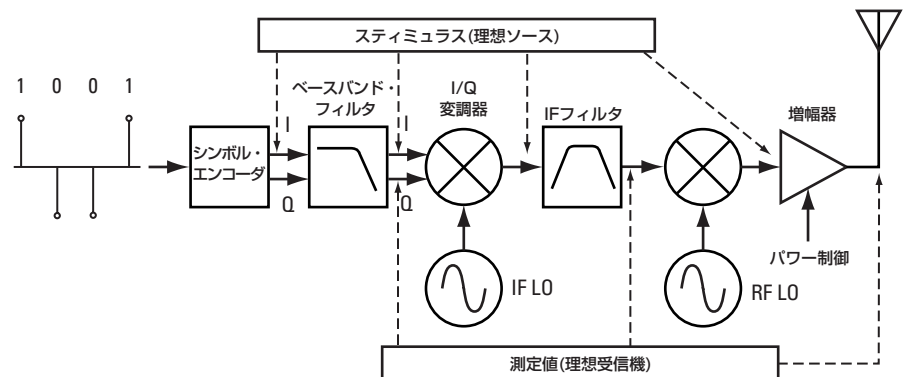 スティミュラス(理想ソース)
1 0 0 1
ベースバンド・
フィルタ
I/Q
変調器
IFフィルタ
増幅器
I
I
シンボル・
エンコーダ
Q
Q
パワー制御
IF LO
RF LO
測定値(理想受信機)